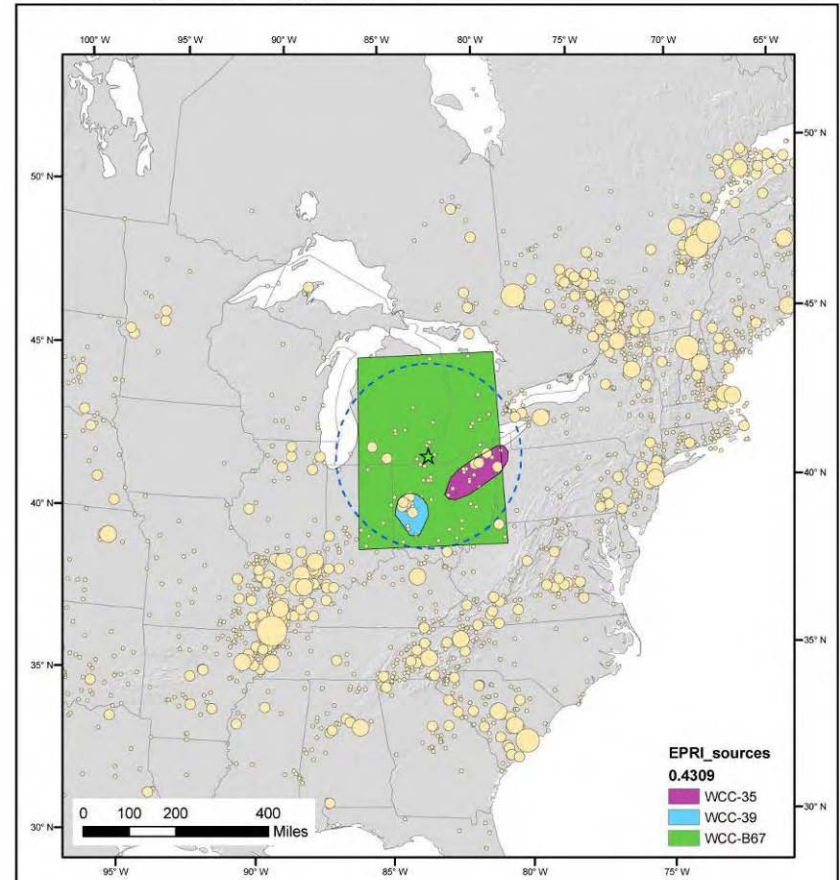 100° W 95° W 90° W 85° W 80° W 75° W 70° W 65° W
50° N
50° N
45° N
45° N
40° N
40° N
35° N
35° N
30° N
30° N
EPRI_sources
0.4309
WCC-35
WCC-39
WCC-B67
0 100 200 400
Miles
95° W 90° W 85° W 80° W 75° W